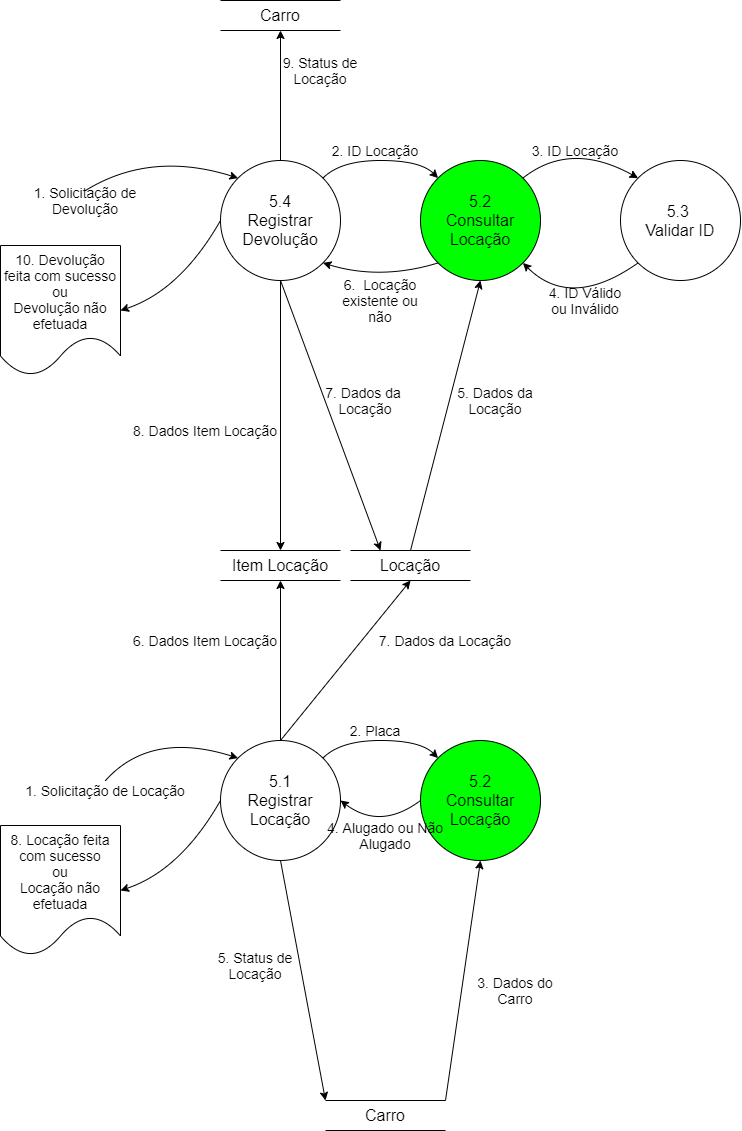 Carro
9. Status de
Locação
1. Solicitação de
Devolução
5.4
Registrar
Devolução
2. ID Locação
5.2
Consultar
Locação
3. ID Locação
5.3
Validar ID
10. Devolução
feita com sucesso
ou
Devolução não
efetuada
6. Locação
existente ou
não
4. ID Válido
ou Inválido
7. Dados da
Locação
5. Dados da
Locação
8. Dados Item Locação
Item Locação
Locação
6. Dados Item Locação
7. Dados da Locação
1. Solicitação de Locação
5.1
Registrar
Locação
2. Placa
5.2
Consultar
Locação
4. Alugado ou Não
Alugado
8. Locação feita
com sucesso
ou
Locação não
efetuada
5. Status de
Locação
3. Dados do
Carro
Carro